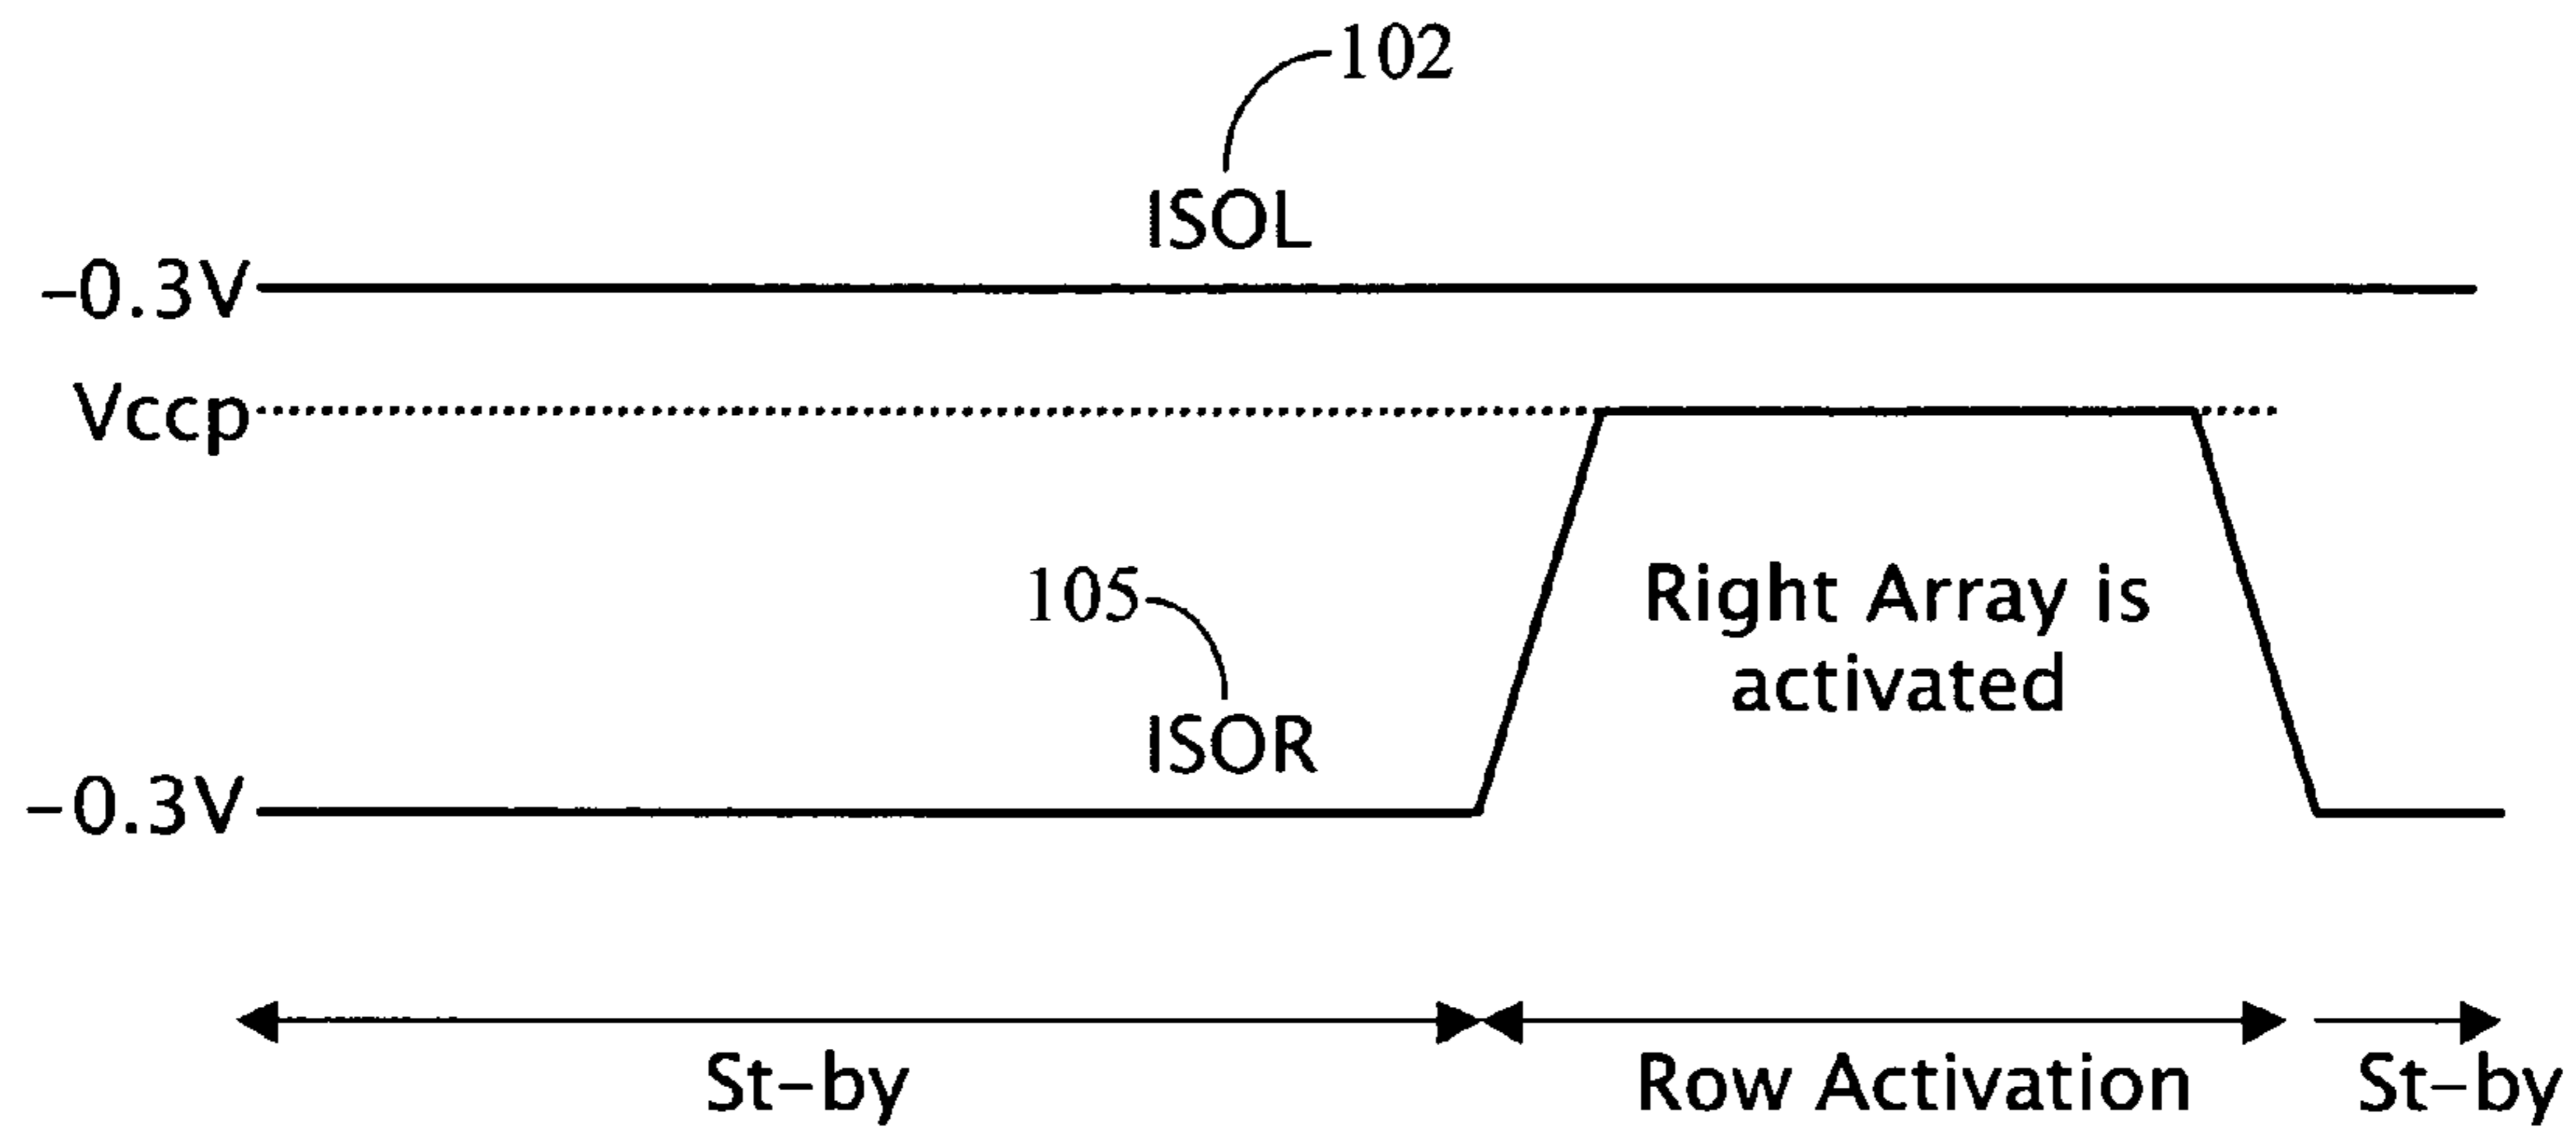 102
ISOL
-0.3V
Vccp
105
Right Array is
activated
ISOR
-0.3V
St-by
Row Activation
St-by